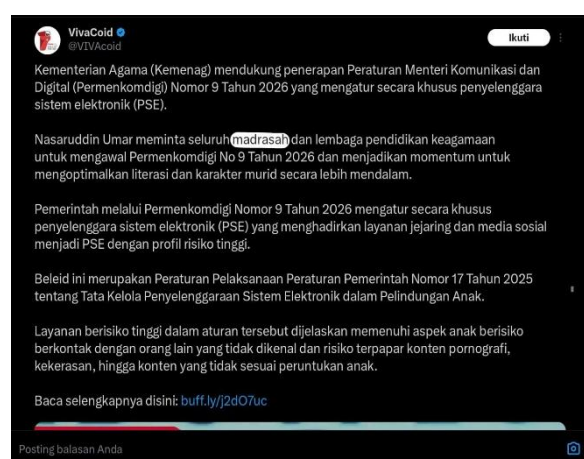 VivaCoid
@VIVAcoid
Ikuti
Kementerian Agama (Kemenag) mendukung penerapan Peraturan Menteri Komunikasi dan
Digital (Permenkomdigi) Nomor 9 Tahun 2026 yang mengatur secara khusus penyelenggara
sistem elektronik (PSE).
Nasaruddin Umar meminta seluruh madrasah dan lembaga pendidikan keagamaan
untuk mengawal Permenkomdigi No 9 Tahun 2026 dan menjadikan momentum untuk
mengoptimalkan literasi dan karakter murid secara lebih mendalam.
Pemerintah melalui Permenkomdigi Nomor 9 Tahun 2026 mengatur secara khusus
penyelenggara sistem elektronik (PSE) yang menghadirkan layanan jejaring dan media sosial
menjadi PSE dengan profil risiko tinggi.
Beleid ini merupakan Peraturan Pelaksanaan Peraturan Pemerintah Nomor 17 Tahun 2025
tentang Tata Kelola Penyelenggaraan Sistem Elektronik dalam Pelindungan Anak.
Layanan berisiko tinggi dalam aturan tersebut dijelaskan memenuhi aspek anak berisiko
berkontak dengan orang lain yang tidak dikenal dan risiko terpapar konten pornografi,
kekerasan, hingga konten yang tidak sesuai peruntukan anak.
Baca selengkapnya disini: buff.ly/j2dO7uc
Posting balasan Anda